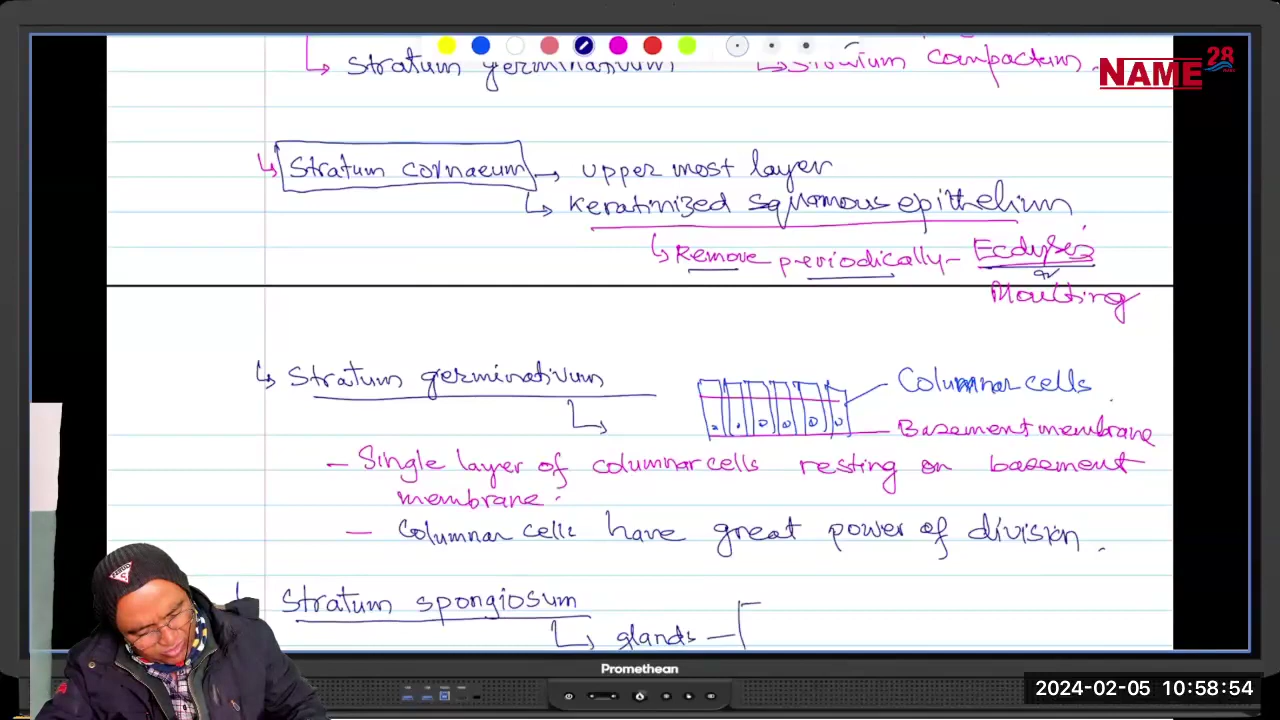 ↳ Stratum germinativum ↳ Stratum compactum.
NAME 28
↳ Stratum cornaeum → upper most layer
↳ Keratinized squamous epithelium
↳ Remove periodically - Ecdysis
or
Moulting
↳ Stratum germinativum
Columnar cells
Basement membrane
- Single layer of columnar cells resting on basement
membrane.
- Columnar cells have great power of division.
Stratum spongiosum
↳ glands -
Promethean
2024-02-05 10:58:54